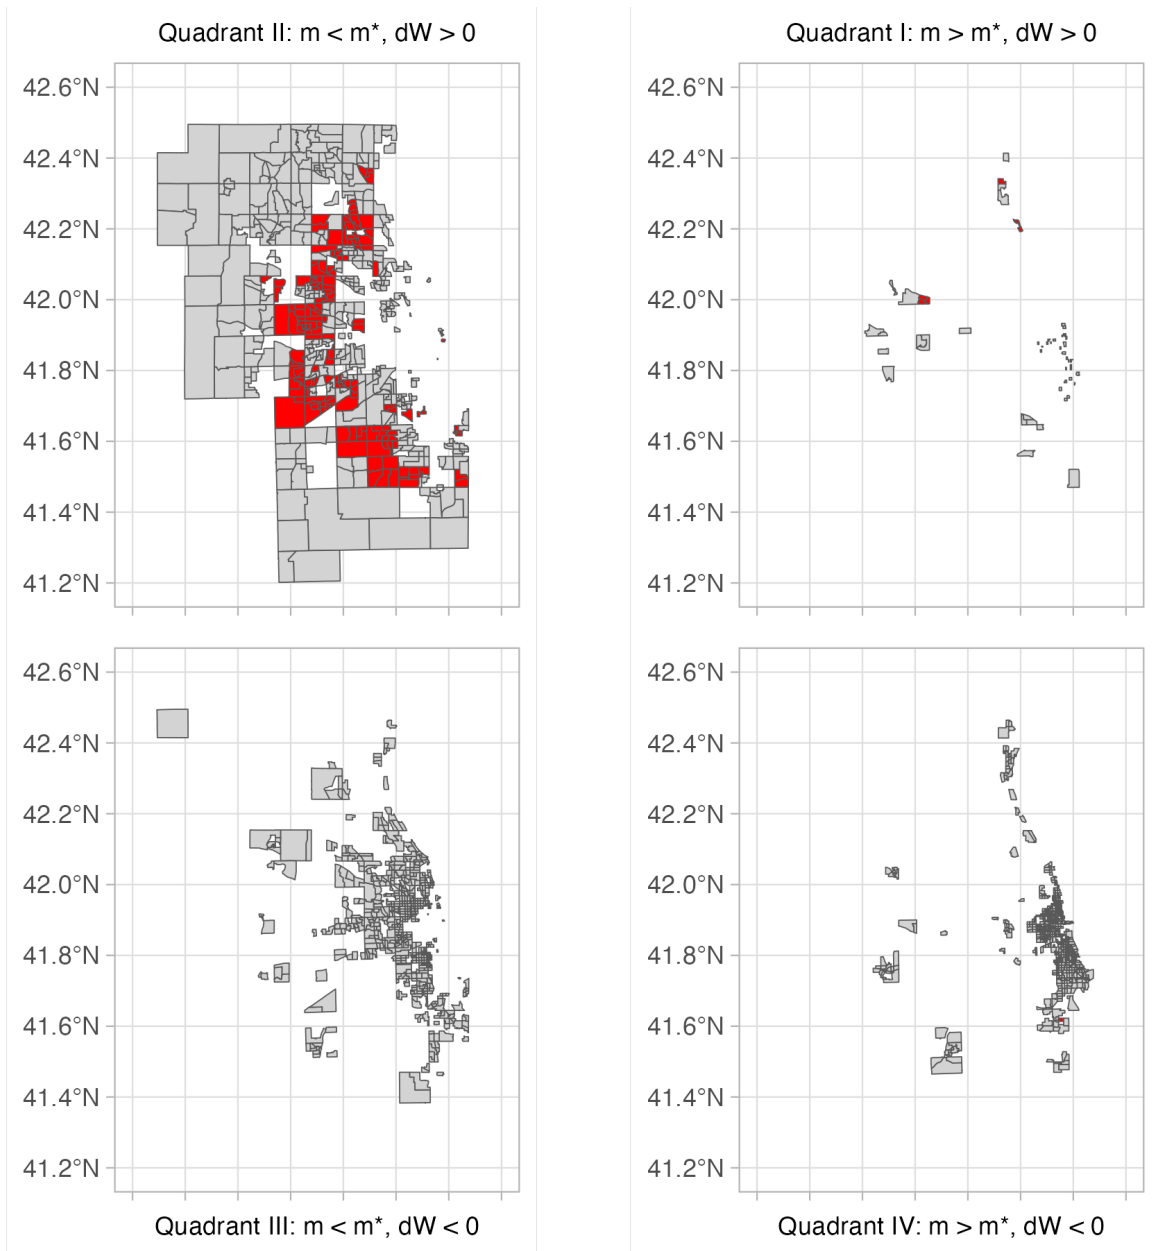 Quadrant II: m < m*, dW > 0
Quadrant I: m > m*, dW > 0
42.6°N
42.4°N
42.2°N
42.0°N
41.8°N
41.6°N
41.4°N
41.2°N
42.6°N
42.4°N
42.2°N
42.0°N
41.8°N
41.6°N
41.4°N
41.2°N
42.6°N
42.4°N
42.2°N
42.0°N
41.8°N
41.6°N
41.4°N
41.2°N
42.6°N
42.4°N
42.2°N
42.0°N
41.8°N
41.6°N
41.4°N
41.2°N
Quadrant III: m < m*, dW < 0
Quadrant IV: m > m*, dW < 0